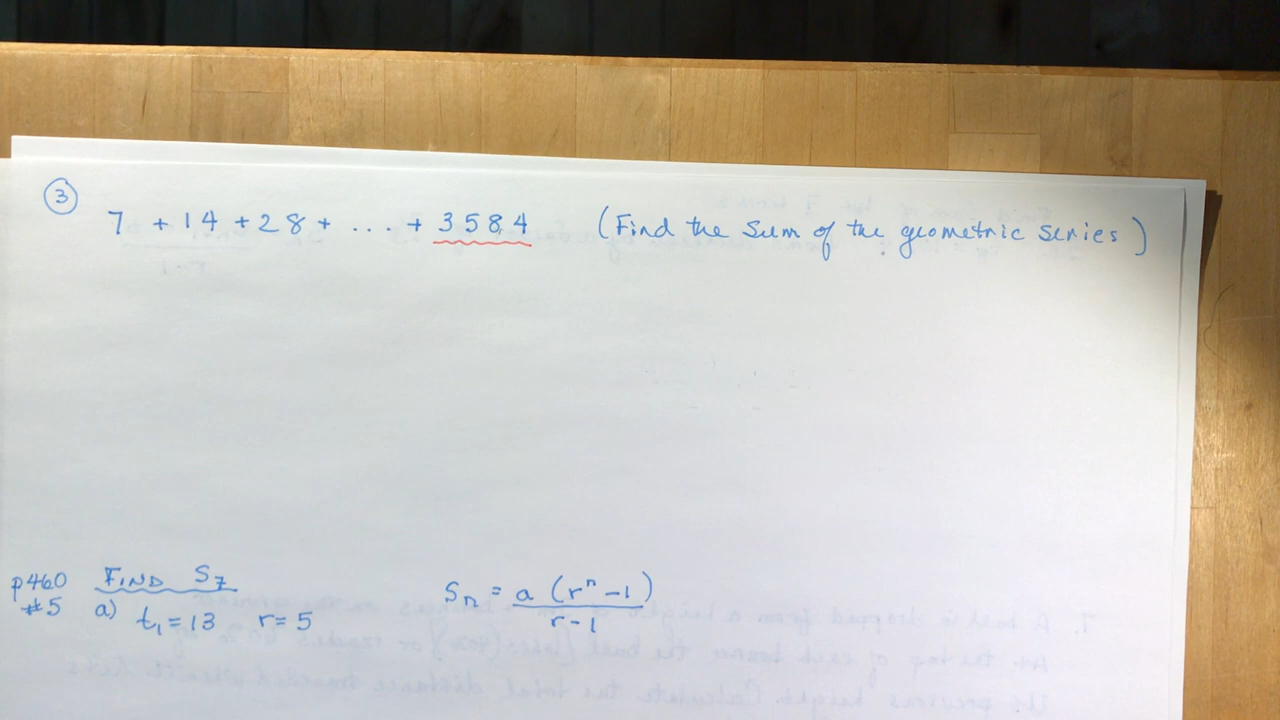 ③
7 + 14 + 28 + ... + 3584 (Find the sum of the geometric series)
p460 FIND S₇
#5 a) t₁ = 13 r = 5
Sₙ = a (rⁿ - 1)
r - 1